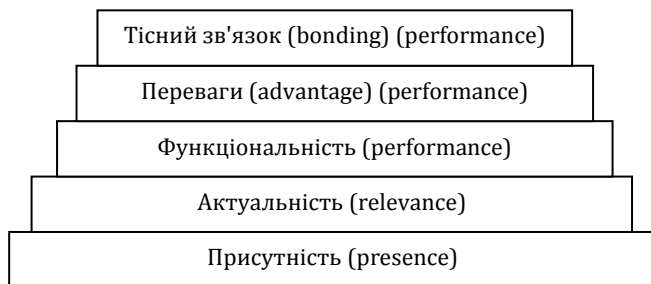 Тісний зв'язок (bonding) (performance)
Переваги (advantage) (performance)
Функціональність (performance)
Актуальність (relevance)
Присутність (presence)